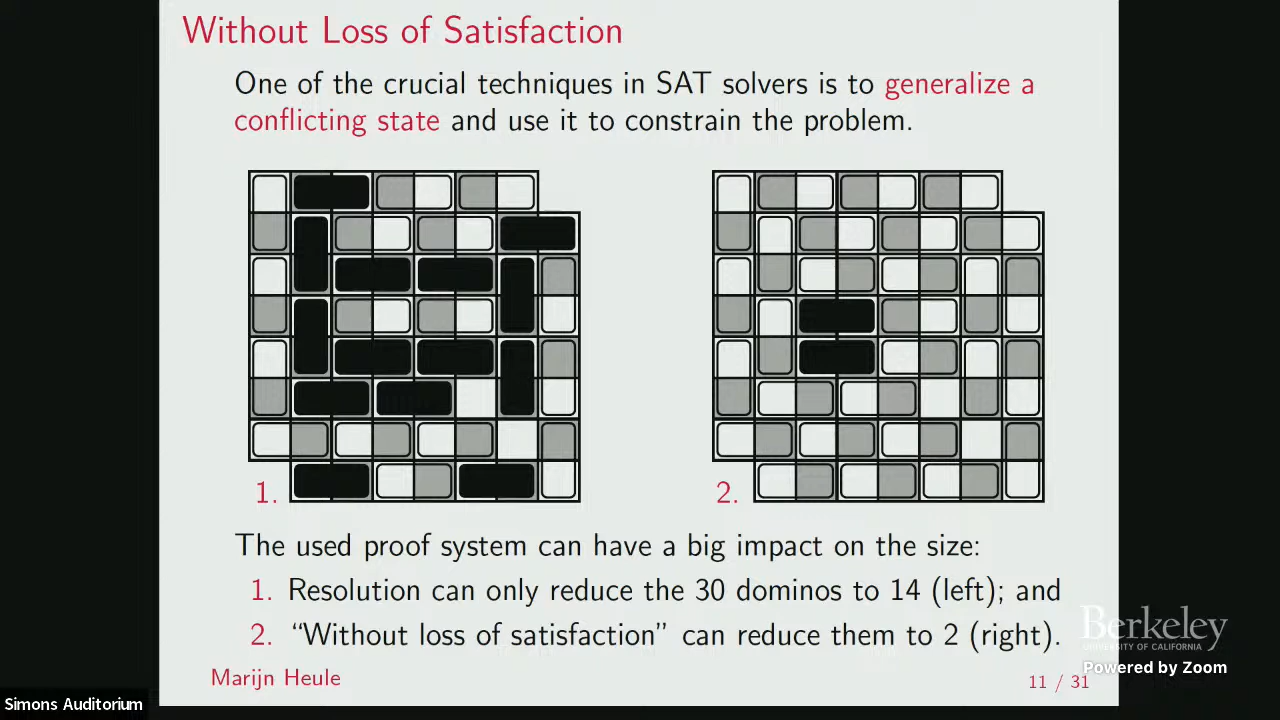 Without Loss of Satisfaction
One of the crucial techniques in SAT solvers is to generalize a
conflicting state and use it to constrain the problem.
1.
2.
The used proof system can have a big impact on the size:
1. Resolution can only reduce the 30 dominos to 14 (left); and
2. “Without loss of satisfaction” can reduce them to 2 (right).
Berkeley
UNIVERSITY OF CALIFORNIA
Powered by Zoom
Marijn Heule
11 / 31
Simons Auditorium